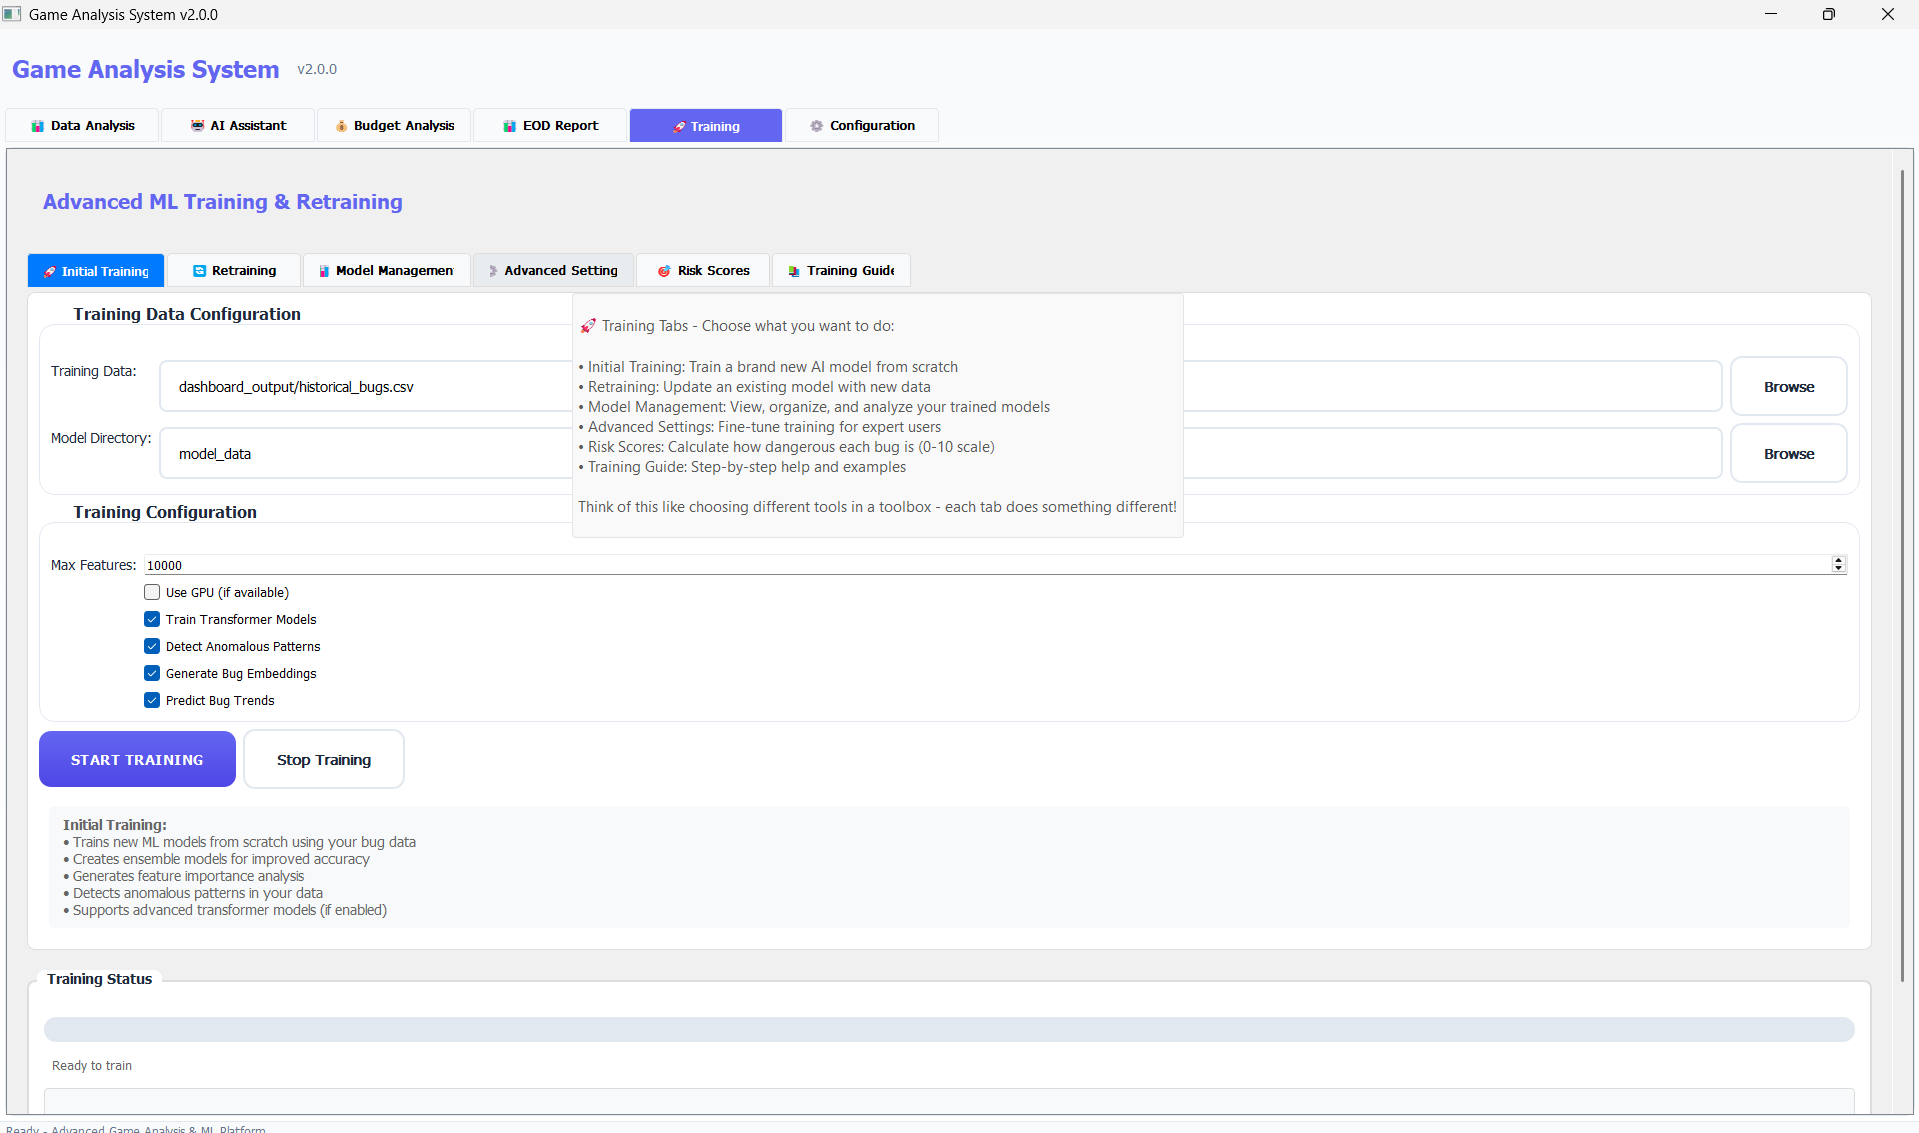 Game Analysis System v2.0.0
Game Analysis System v2.0.0
Data Analysis AI Assistant Budget Analysis EOD Report Training Configuration
Advanced ML Training & Retraining
Initial Training Retraining Model Managemen Advanced Setting Risk Scores Training Guide
Training Data Configuration
Training Data: dashboard_output/historical_bugs.csv Browse
Model Directory: model_data Browse
🚀 Training Tabs - Choose what you want to do:
• Initial Training: Train a brand new AI model from scratch
• Retraining: Update an existing model with new data
• Model Management: View, organize, and analyze your trained models
• Advanced Settings: Fine-tune training for expert users
• Risk Scores: Calculate how dangerous each bug is (0-10 scale)
• Training Guide: Step-by-step help and examples
Think of this like choosing different tools in a toolbox - each tab does something different!
Training Configuration
Max Features: 10000
Use GPU (if available)
Train Transformer Models
Detect Anomalous Patterns
Generate Bug Embeddings
Predict Bug Trends
START TRAINING Stop Training
Initial Training:
• Trains new ML models from scratch using your bug data
• Creates ensemble models for improved accuracy
• Generates feature importance analysis
• Detects anomalous patterns in your data
• Supports advanced transformer models (if enabled)
Training Status
Ready to train
Ready - Advanced Game Analysis & ML Platform